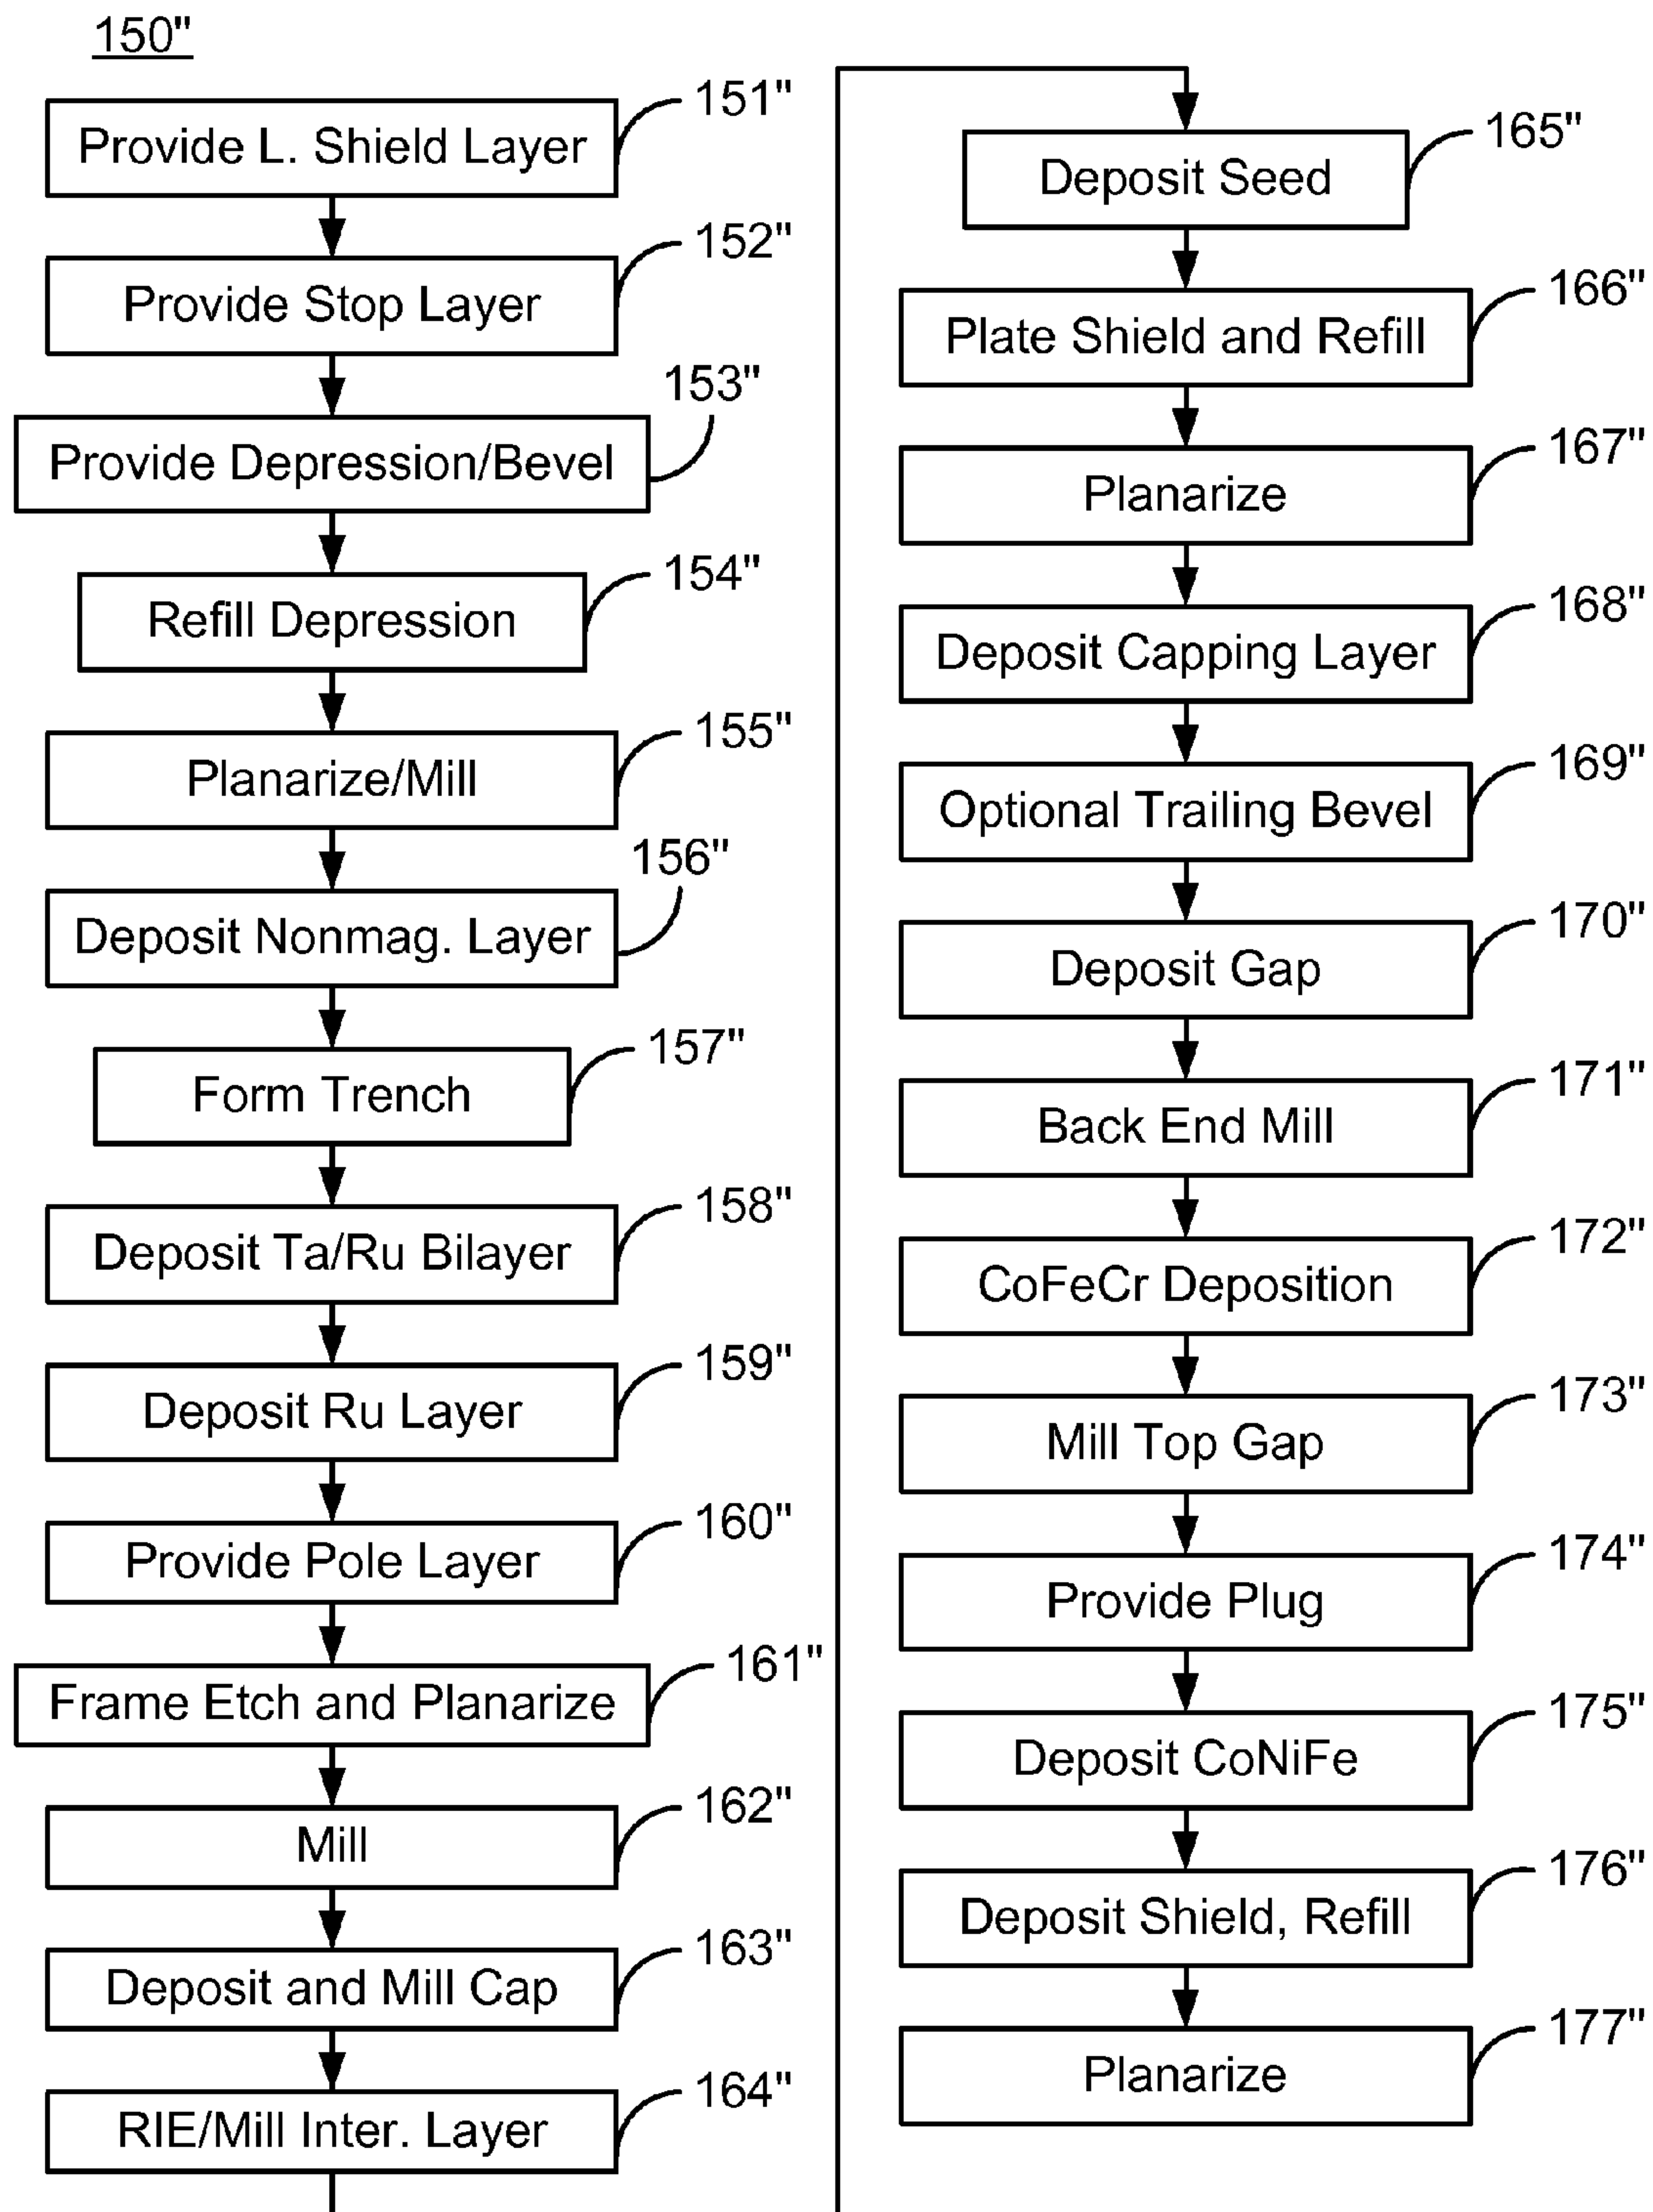 150"
Provide L. Shield Layer
151"
Provide Stop Layer
152"
Provide Depression/Bevel
153"
Refill Depression
154"
Planarize/Mill
155"
Deposit Nonmag. Layer
156"
Form Trench
157"
Deposit Ta/Ru Bilayer
158"
Deposit Ru Layer
159"
Provide Pole Layer
160"
Frame Etch and Planarize
161"
Mill
162"
Deposit and Mill Cap
163"
RIE/Mill Inter. Layer
164"
Deposit Seed
165"
Plate Shield and Refill
166"
Planarize
167"
Deposit Capping Layer
168"
Optional Trailing Bevel
169"
Deposit Gap
170"
Back End Mill
171"
CoFeCr Deposition
172"
Mill Top Gap
173"
Provide Plug
174"
Deposit CoNiFe
175"
Deposit Shield, Refill
176"
Planarize
177"